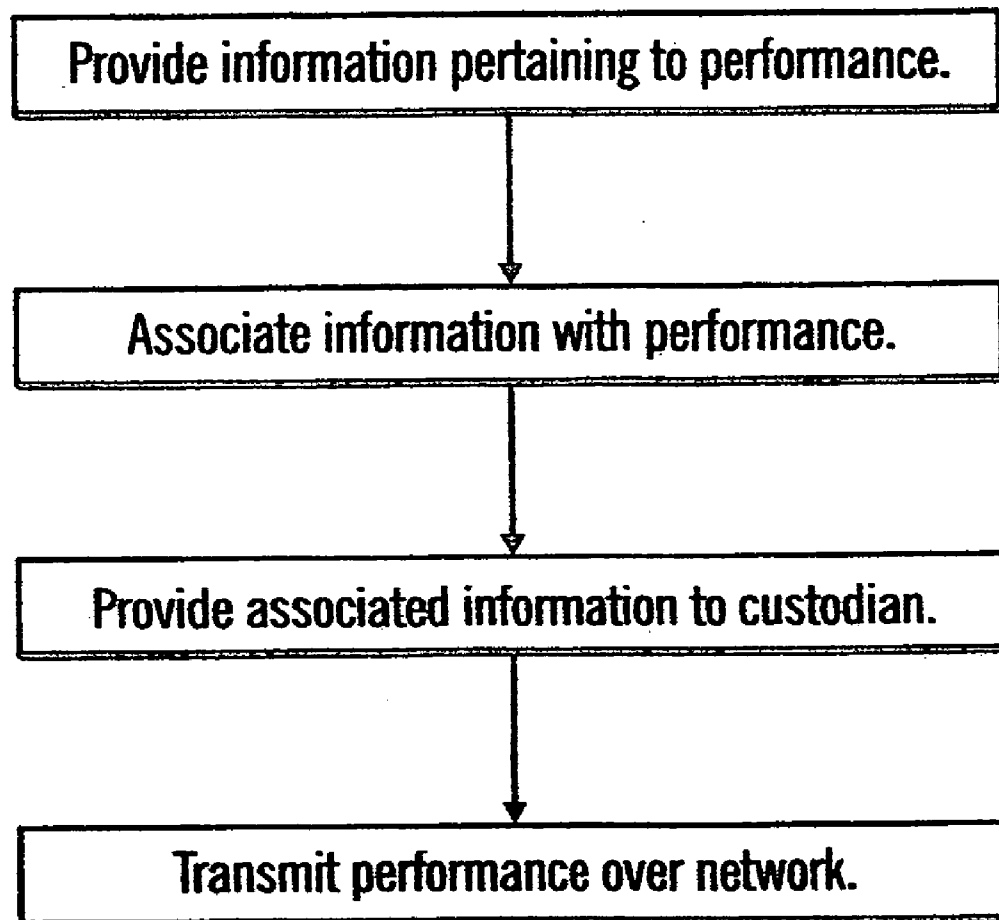 Provide information pertaining to performance.
Associate information with performance.
Provide associated information to custodian.
Transmit performance over network.